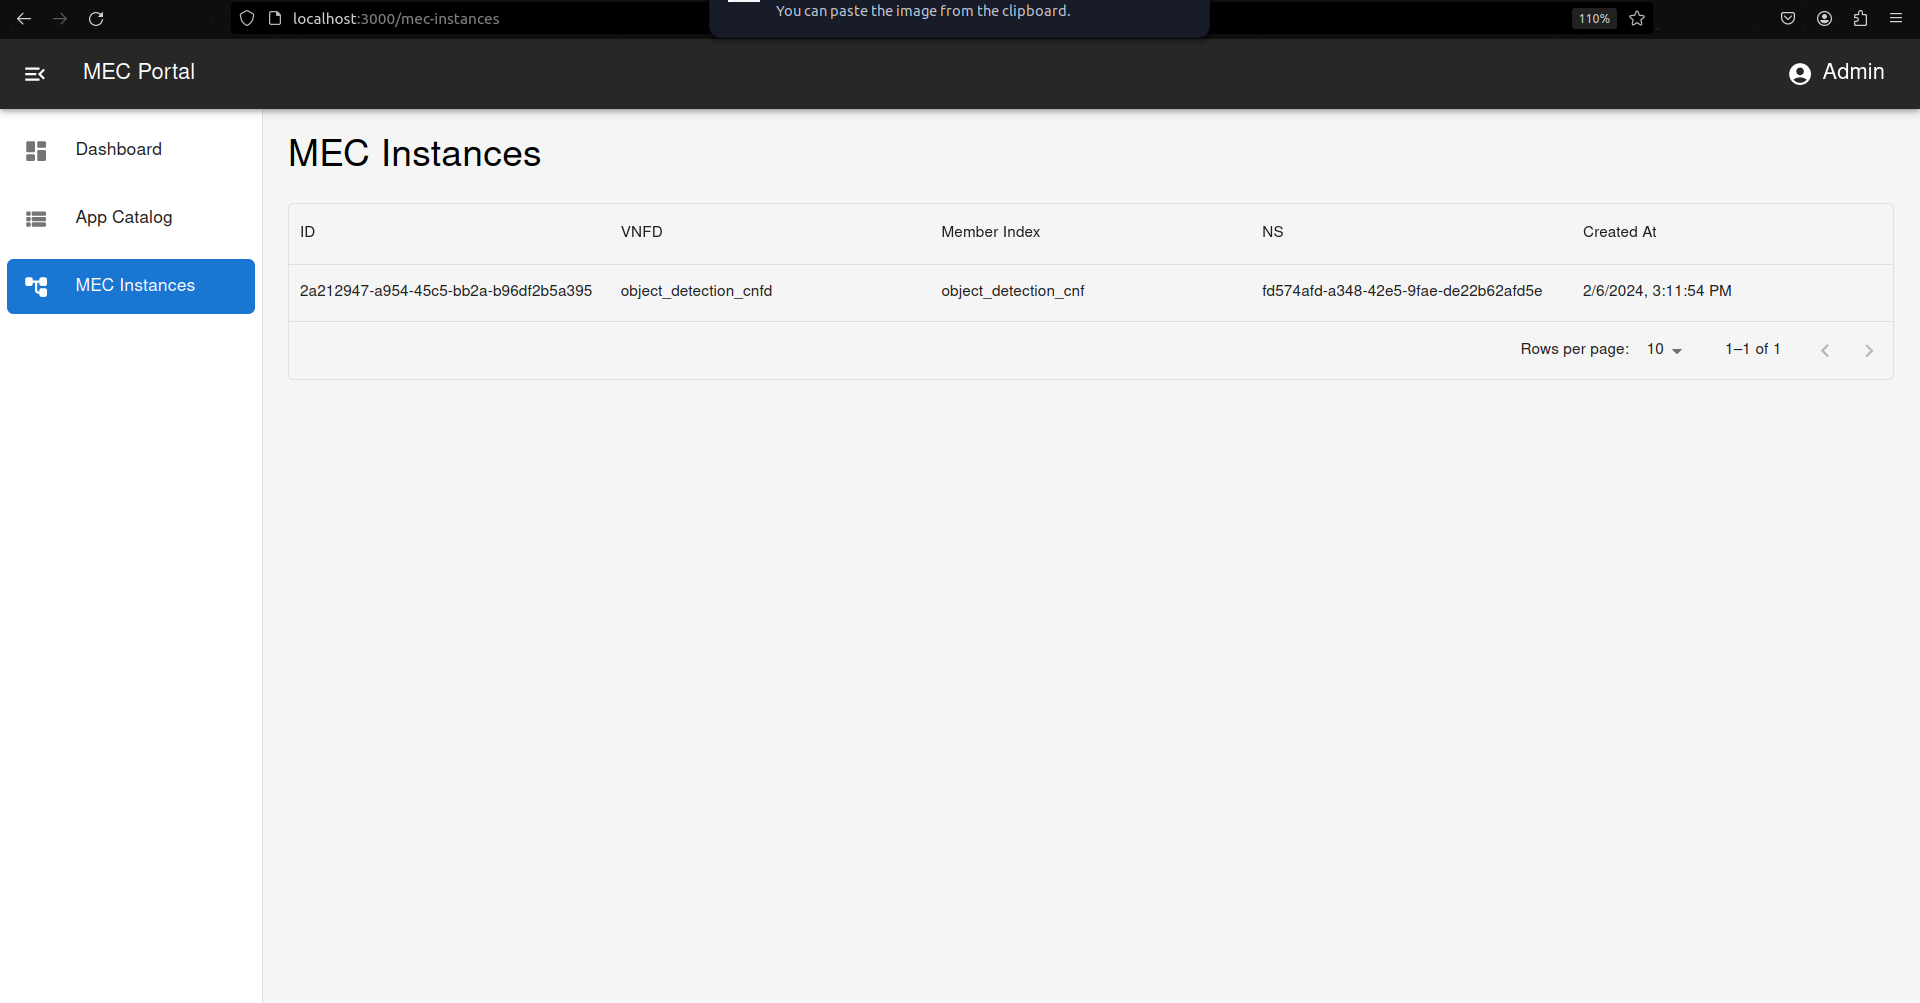 You can paste the image from the clipboard.
localhost:3000/mec-instances
110%
MEC Portal
Admin
Dashboard
App Catalog
MEC Instances
MEC Instances
ID VNFD Member Index NS Created At
2a212947-a954-45c5-bb2a-b96df2b5a395 object_detection_cnfd object_detection_cnf fd574afd-a348-42e5-9fae-de22b62afd5e 2/6/2024, 3:11:54 PM
Rows per page: 10 1–1 of 1